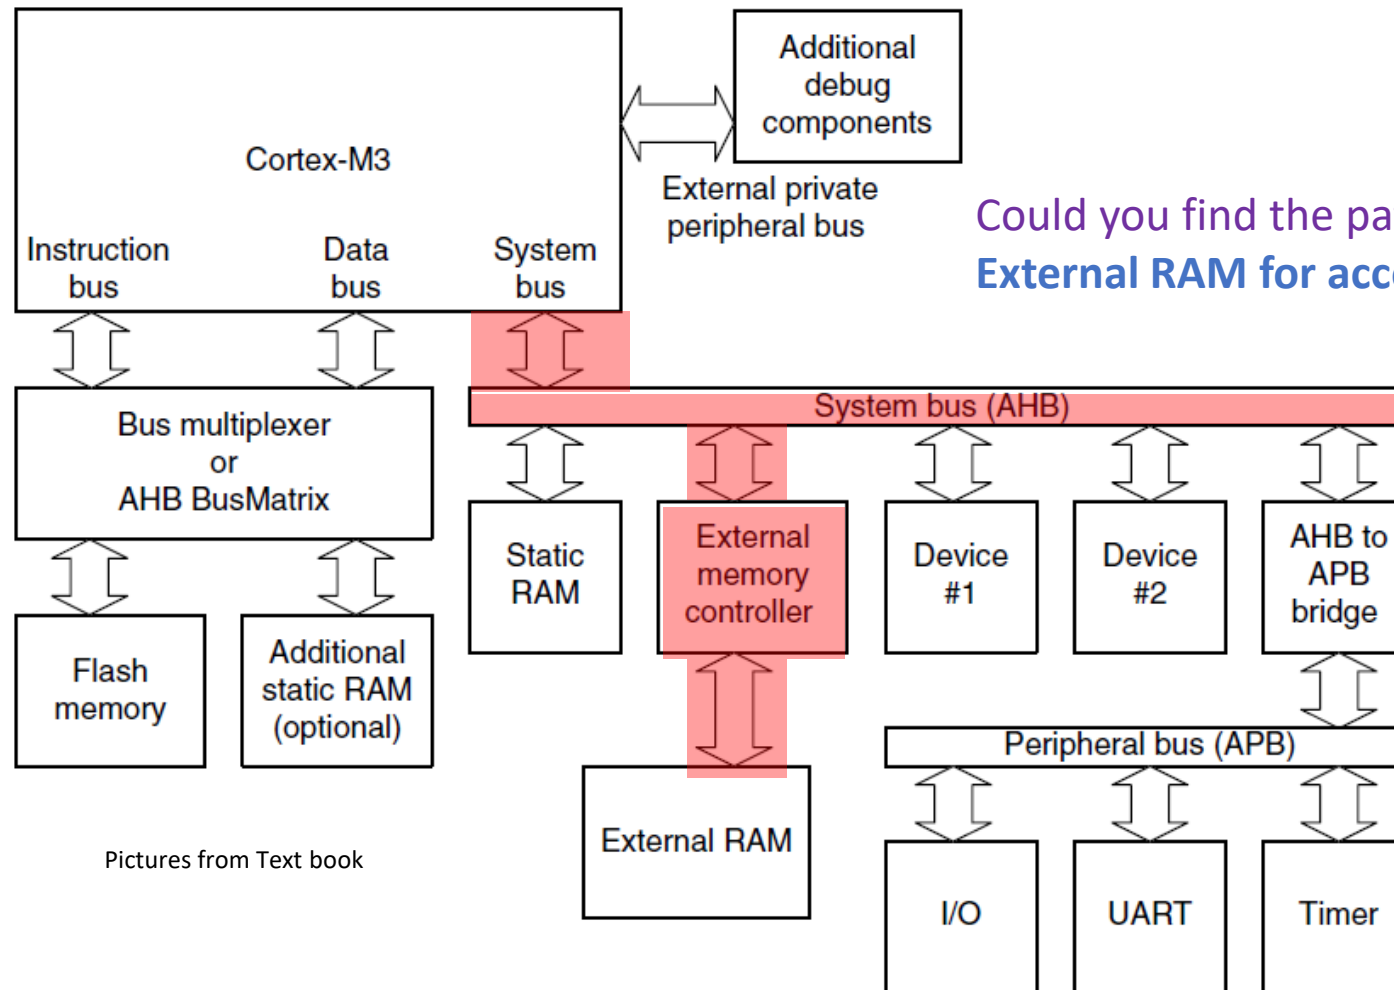 Additional
debug
components
Cortex-M3
External private
peripheral bus
Could you find the pa
External RAM for acc
Instruction
bus
Data
bus
System
bus
System bus (AHB)
Bus multiplexer
or
AHB BusMatrix
Static
RAM
External
memory
controller
Device
#1
Device
#2
AHB to
APB
bridge
Flash
memory
Additional
static RAM
(optional)
Peripheral bus (APB)
External RAM
Pictures from Text book
I/O
UART
Timer